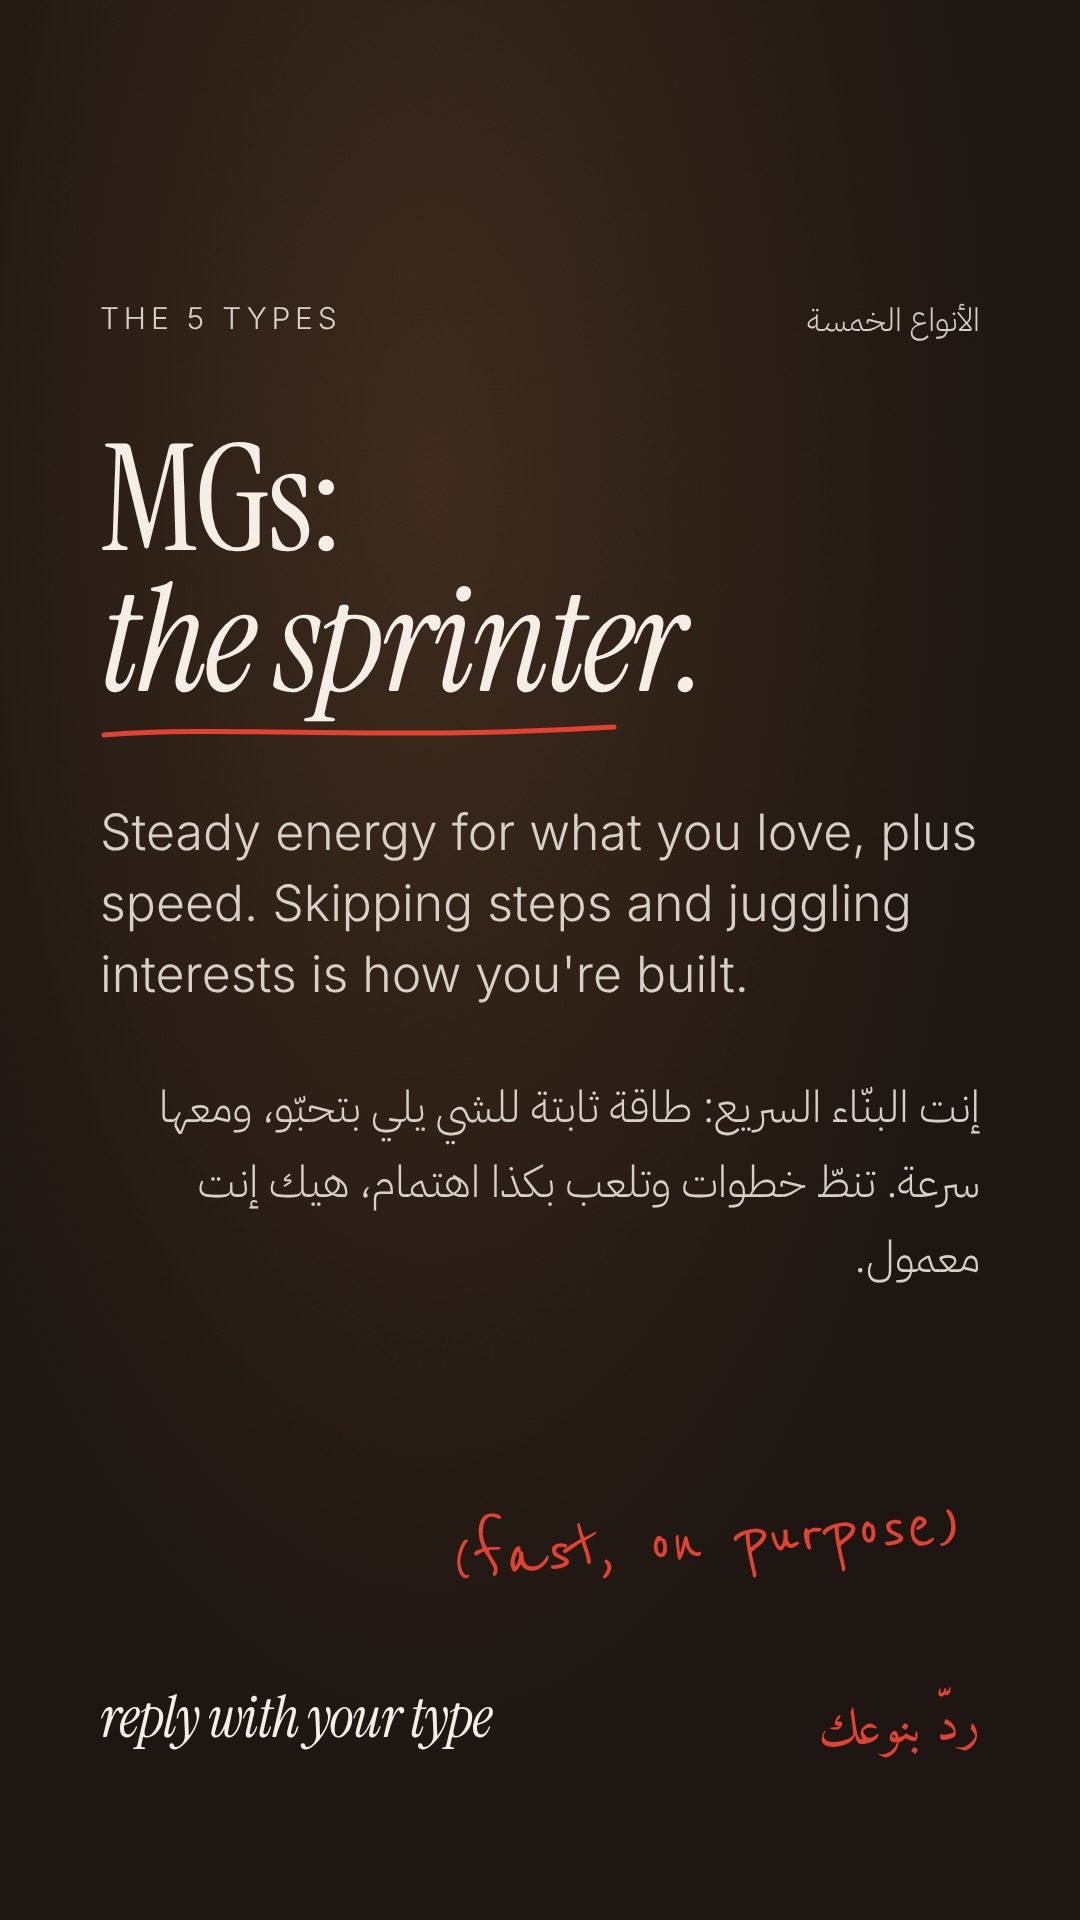 THE 5 TYPES
الأنواع الخمسة
MGs:
the sprinter.
Steady energy for what you love, plus
speed. Skipping steps and juggling
interests is how you're built.
إنت البنّاء السريع: طاقة ثابتة للشي يلي بتحبّو، ومعها
سرعة. تنطّ خطوات وتلعب بكذا اهتمام، هيك إنت
معمول.
(fast, on purpose)
reply with your type
ردّ بنوعك